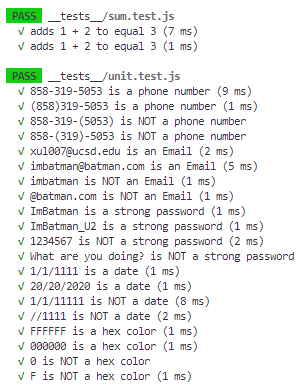 PASS __tests__/sum.test.js
√ adds 1 + 2 to equal 3 (7 ms)
√ adds 1 + 2 to equal 3 (1 ms)
PASS __tests__/unit.test.js
√ 858-319-5053 is a phone number (9 ms)
√ (858)319-5053 is a phone number (1 ms)
√ 858-319-(5053) is NOT a phone number
√ 858-(319)-5053 is NOT a phone number
√ xul007@ucsd.edu is an Email (2 ms)
√ imbatman@batman.com is an Email (5 ms)
√ imbatman is NOT an Email (1 ms)
√ @batman.com is NOT an Email (1 ms)
√ ImBatman is a strong password (1 ms)
√ ImBatman_U2 is a strong password (1 ms)
√ 1234567 is NOT a strong password (2 ms)
√ What are you doing? is NOT a strong password
√ 1/1/1111 is a date (1 ms)
√ 20/20/2020 is a date (1 ms)
√ 1/1/11111 is NOT a date (8 ms)
√ //1111 is NOT a date (2 ms)
√ FFFFFF is a hex color (1 ms)
√ 000000 is a hex color (1 ms)
√ 0 is NOT a hex color
√ F is NOT a hex color (1 ms)